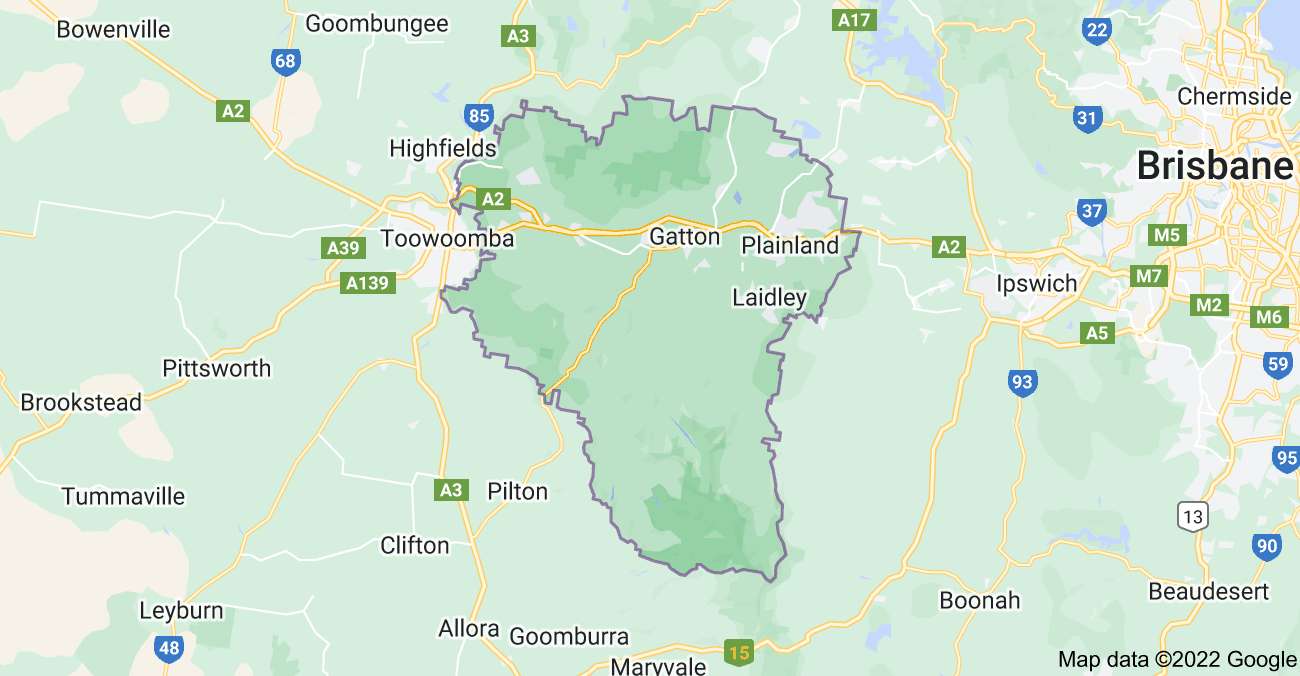 Bowenville
Goombungee
A3
A17
22
68
A2
Chermside
85
31
Highfields
Brisbane
A2
37
A39
Toowoomba
Gatton
Plainland
A2
M5
A139
Ipswich
M7
Laidley
M2
M6
A5
Pittsworth
59
Brookstead
93
95
Tummaville
A3
Pilton
13
Clifton
90
Leyburn
Boonah
Beaudesert
Allora
Goomburra
48
15
Maryvale
Map data ©2022 Google